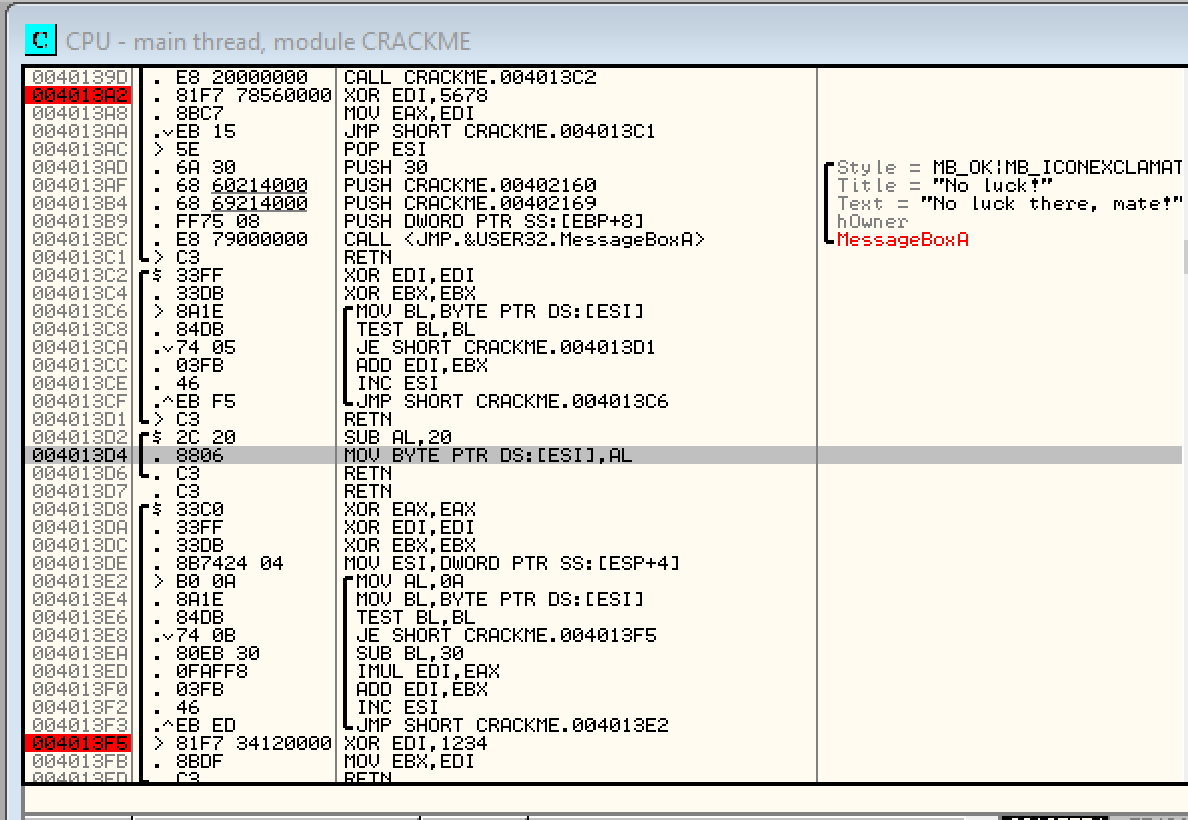 C CPU - main thread, module CRACKME
0040139D . E8 20000000 CALL CRACKME.004013C2
004013A2 . 81F7 78560000 XOR EDI,5678
004013A8 . 8BC7 MOV EAX,EDI
004013AA .v EB 15 JMP SHORT CRACKME.004013C1
004013AC > 5E POP ESI
004013AD . 6A 30 PUSH 30 Style = MB_OK|MB_ICONEXCLAMAT
004013AF . 68 60214000 PUSH CRACKME.00402160 Title = "No luck!"
004013B4 . 68 69214000 PUSH CRACKME.00402169 Text = "No luck there, mate!"
004013B9 . FF75 08 PUSH DWORD PTR SS:[EBP+8] hOwner
004013BC . E8 79000000 CALL <JMP.&USER32.MessageBoxA> MessageBoxA
004013C1 > C3 RETN
004013C2 $ 33FF XOR EDI,EDI
004013C4 . 33DB XOR EBX,EBX
004013C6 > 8A1E MOV BL,BYTE PTR DS:[ESI]
004013C8 . 84DB TEST BL,BL
004013CA .v 74 05 JE SHORT CRACKME.004013D1
004013CC . 03FB ADD EDI,EBX
004013CE . 46 INC ESI
004013CF .^ EB F5 JMP SHORT CRACKME.004013C6
004013D1 > C3 RETN
004013D2 $ 2C 20 SUB AL,20
004013D4 . 8806 MOV BYTE PTR DS:[ESI],AL
004013D6 . C3 RETN
004013D7 . C3 RETN
004013D8 $ 33C0 XOR EAX,EAX
004013DA . 33FF XOR EDI,EDI
004013DC . 33DB XOR EBX,EBX
004013DE . 8B7424 04 MOV ESI,DWORD PTR SS:[ESP+4]
004013E2 > B0 0A MOV AL,0A
004013E4 . 8A1E MOV BL,BYTE PTR DS:[ESI]
004013E6 . 84DB TEST BL,BL
004013E8 .v 74 0B JE SHORT CRACKME.004013F5
004013EA . 80EB 30 SUB BL,30
004013ED . 0FAFF8 IMUL EDI,EAX
004013F0 . 03FB ADD EDI,EBX
004013F2 . 46 INC ESI
004013F3 .^ EB ED JMP SHORT CRACKME.004013E2
004013F5 > 81F7 34120000 XOR EDI,1234
004013FB . 8BDF MOV EBX,EDI
004013FD . C3 RETN